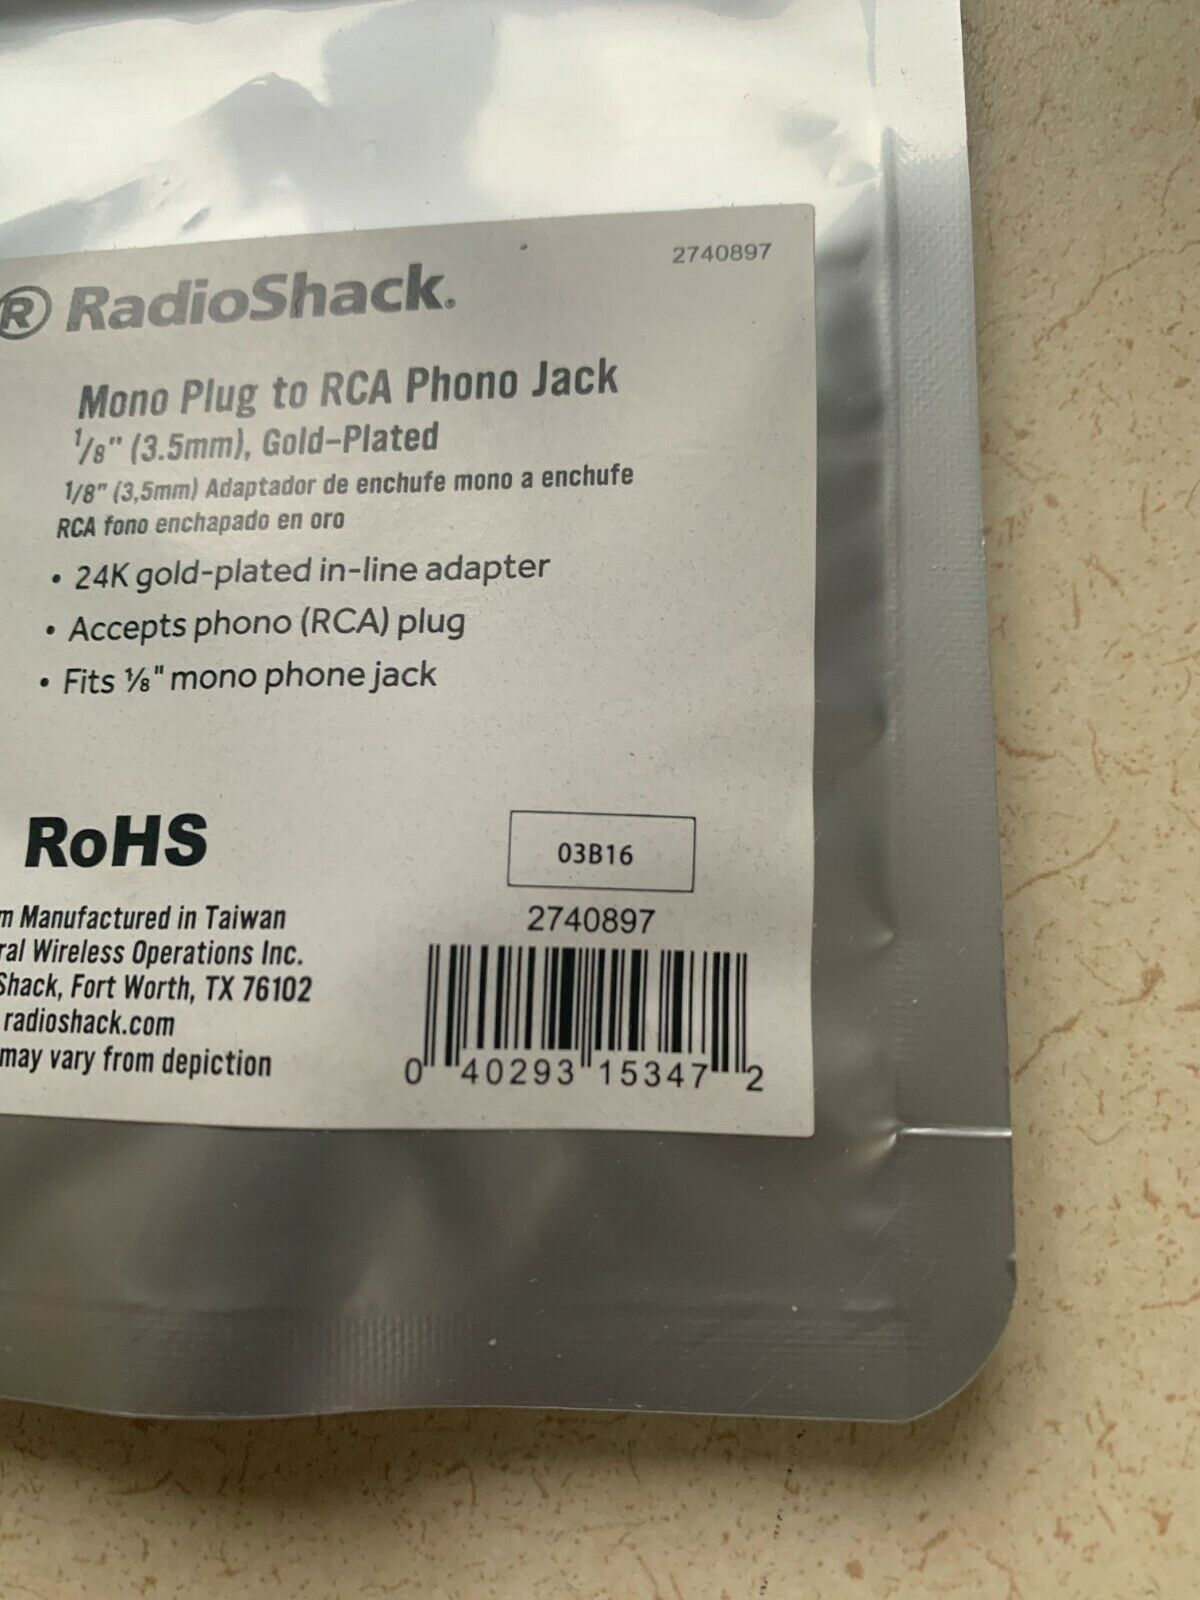 2740897
® RadioShack®
Mono Plug to RCA Phono Jack
1/8" (3.5mm), Gold-Plated
1/8" (3,5mm) Adaptador de enchufe mono a enchufe
RCA fono enchapado en oro
• 24K gold-plated in-line adapter
• Accepts phono (RCA) plug
• Fits ⅛" mono phone jack
RoHS
03B16
Manufactured in Taiwan
Wireless Operations Inc.
Shack, Fort Worth, TX 76102
radioshack.com
may vary from depiction
2740897
0 40293 15347 2